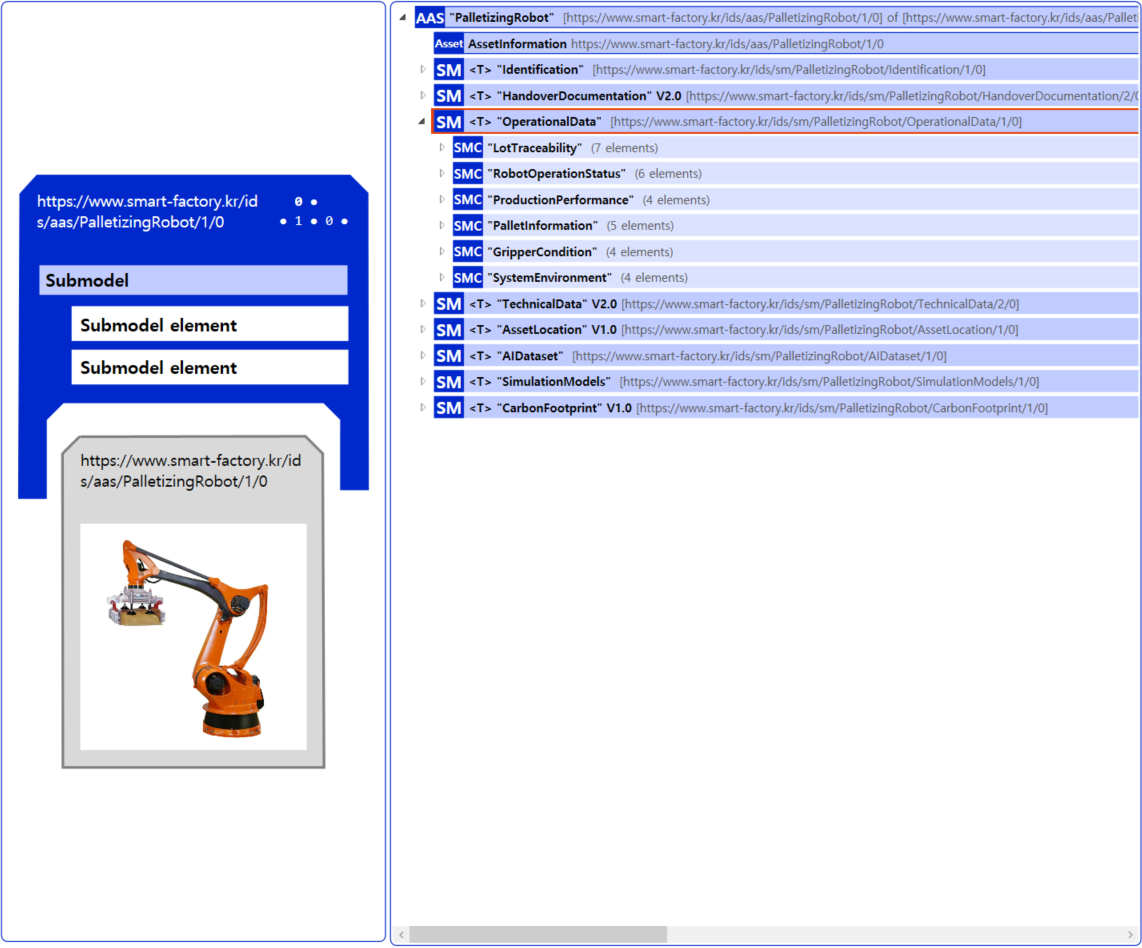 https://www.smart-factory.kr/id
s/aas/PalletizingRobot/1/0
0 ●
● 1 ● 0 ●
Submodel
Submodel element
Submodel element
https://www.smart-factory.kr/id
s/aas/PalletizingRobot/1/0
AAS "PalletizingRobot" [https://www.smart-factory.kr/ids/aas/PalletizingRobot/1/0] of [https://www.smart-factory.kr/ids/aas/Pallet
Asset AssetInformation https://www.smart-factory.kr/ids/aas/PalletizingRobot/1/0
SM <T> "Identification" [https://www.smart-factory.kr/ids/sm/PalletizingRobot/Identification/1/0]
SM <T> "HandoverDocumentation" V2.0 [https://www.smart-factory.kr/ids/sm/PalletizingRobot/HandoverDocumentation/2/0
SM <T> "OperationalData" [https://www.smart-factory.kr/ids/sm/PalletizingRobot/OperationalData/1/0]
SMC "LotTraceability" (7 elements)
SMC "RobotOperationStatus" (6 elements)
SMC "ProductionPerformance" (4 elements)
SMC "PalletInformation" (5 elements)
SMC "GripperCondition" (4 elements)
SMC "SystemEnvironment" (4 elements)
SM <T> "TechnicalData" V2.0 [https://www.smart-factory.kr/ids/sm/PalletizingRobot/TechnicalData/2/0]
SM <T> "AssetLocation" V1.0 [https://www.smart-factory.kr/ids/sm/PalletizingRobot/AssetLocation/1/0]
SM <T> "AIDataset" [https://www.smart-factory.kr/ids/sm/PalletizingRobot/AIDataset/1/0]
SM <T> "SimulationModels" [https://www.smart-factory.kr/ids/sm/PalletizingRobot/SimulationModels/1/0]
SM <T> "CarbonFootprint" V1.0 [https://www.smart-factory.kr/ids/sm/PalletizingRobot/CarbonFootprint/1/0]